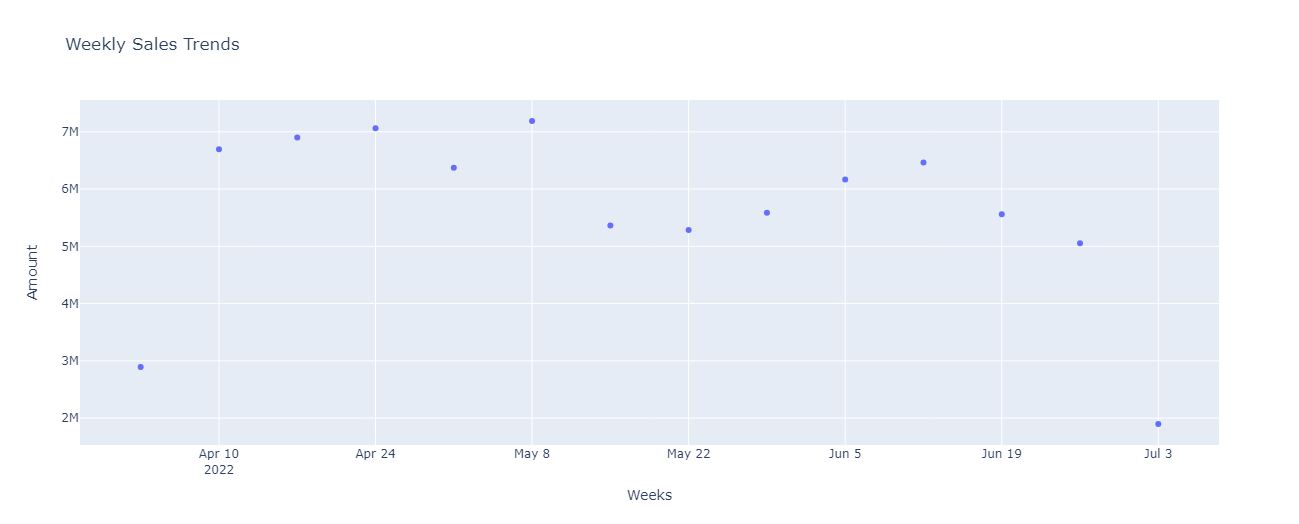 Weekly Sales Trends
7M
6M
5M
4M
3M
2M
Amount
Apr 10 Apr 24 May 8 May 22 Jun 5 Jun 19 Jul 3
2022
Weeks